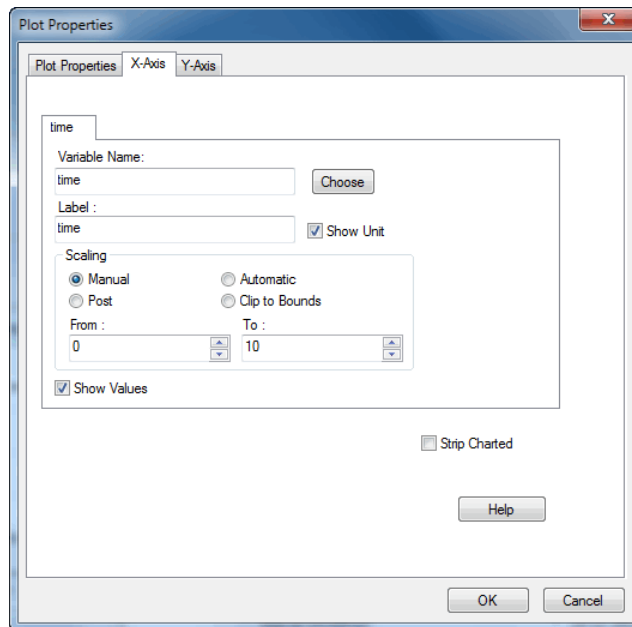 Plot Properties
Plot Properties X-Axis Y-Axis
time
Variable Name:
time Choose
Label :
time Show Unit
Scaling
Manual Automatic
Post Clip to Bounds
From : To :
0 10
Show Values
Strip Charted
Help
OK Cancel